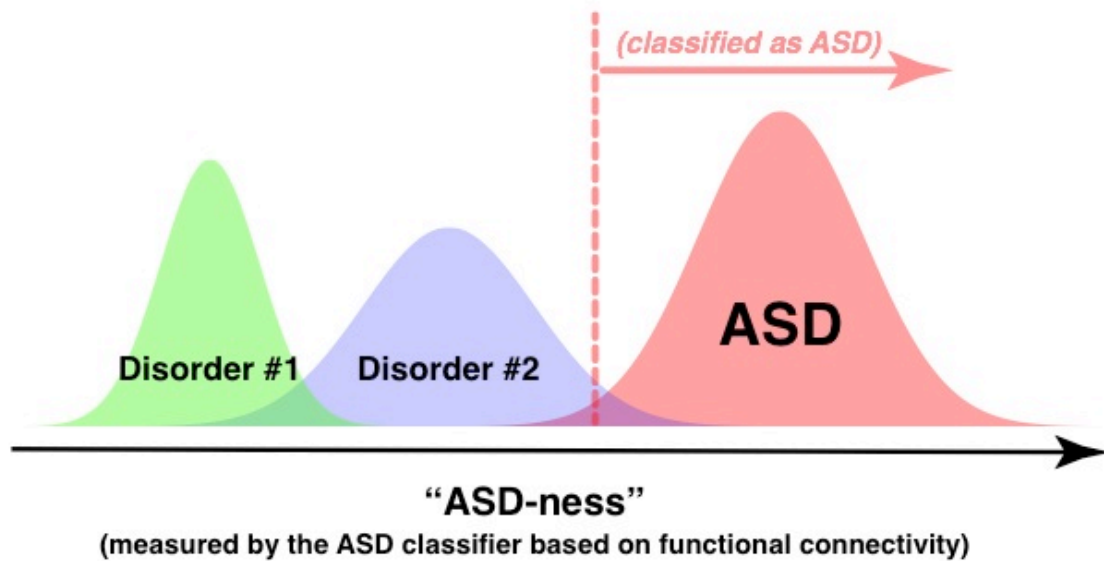 (classified as ASD)
ASD
Disorder #1
Disorder #2
“ASD-ness”
(measured by the ASD classifier based on functional connectivity)